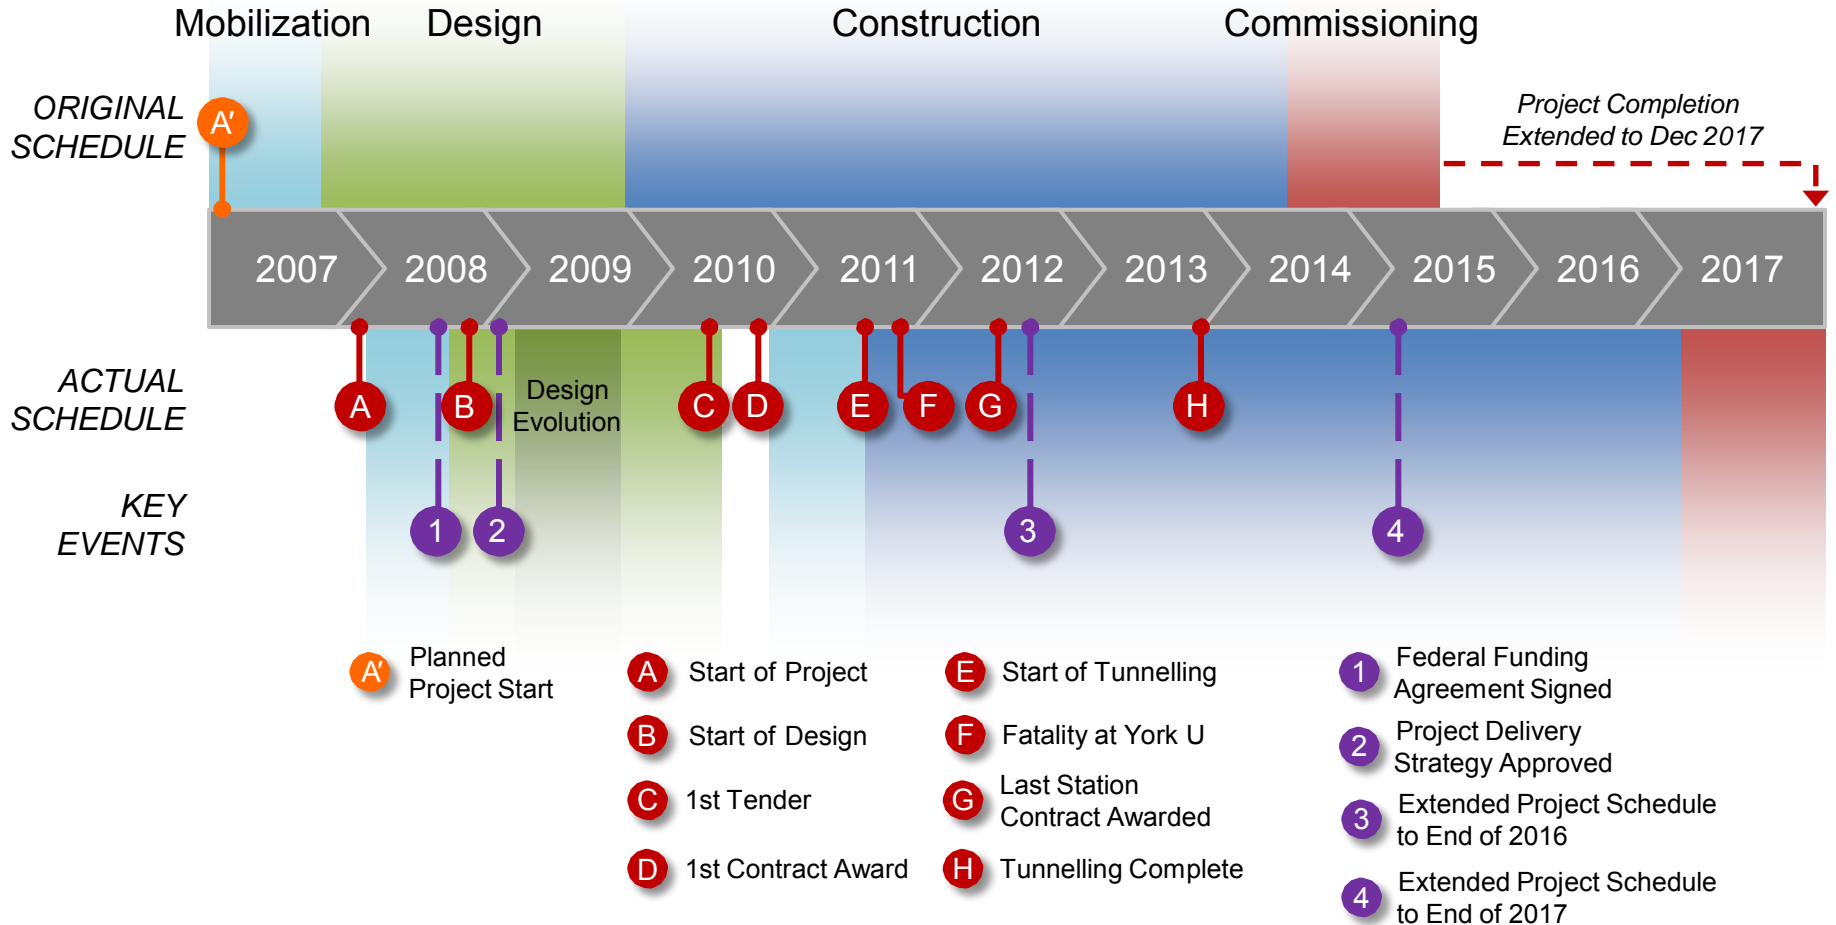 Mobilization
Design
Construction
Commissioning
ORIGINAL
SCHEDULE
A'
Project Completion
Extended to Dec 2017
2007
2008
2009
2010
2011
2012
2013
2014
2015
2016
2017
ACTUAL
SCHEDULE
A
B
Design
Evolution
C
D
E
F
G
H
KEY
EVENTS
1
2
3
4
A' Planned
Project Start
A Start of Project
B Start of Design
C 1st Tender
D 1st Contract Award
E Start of Tunnelling
F Fatality at York U
G Last Station
Contract Awarded
H Tunnelling Complete
1 Federal Funding
Agreement Signed
2 Project Delivery
Strategy Approved
3 Extended Project Schedule
to End of 2016
4 Extended Project Schedule
to End of 2017